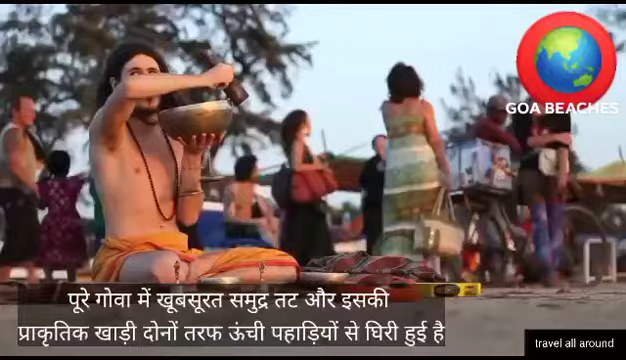 GOA BEACHES
पूरे गोवा में खूबसूरत समुद्र तट और इसकी
प्राकृतिक खाड़ी दोनों तरफ ऊंची पहाड़ियों से घिरी हुई है
travel all around